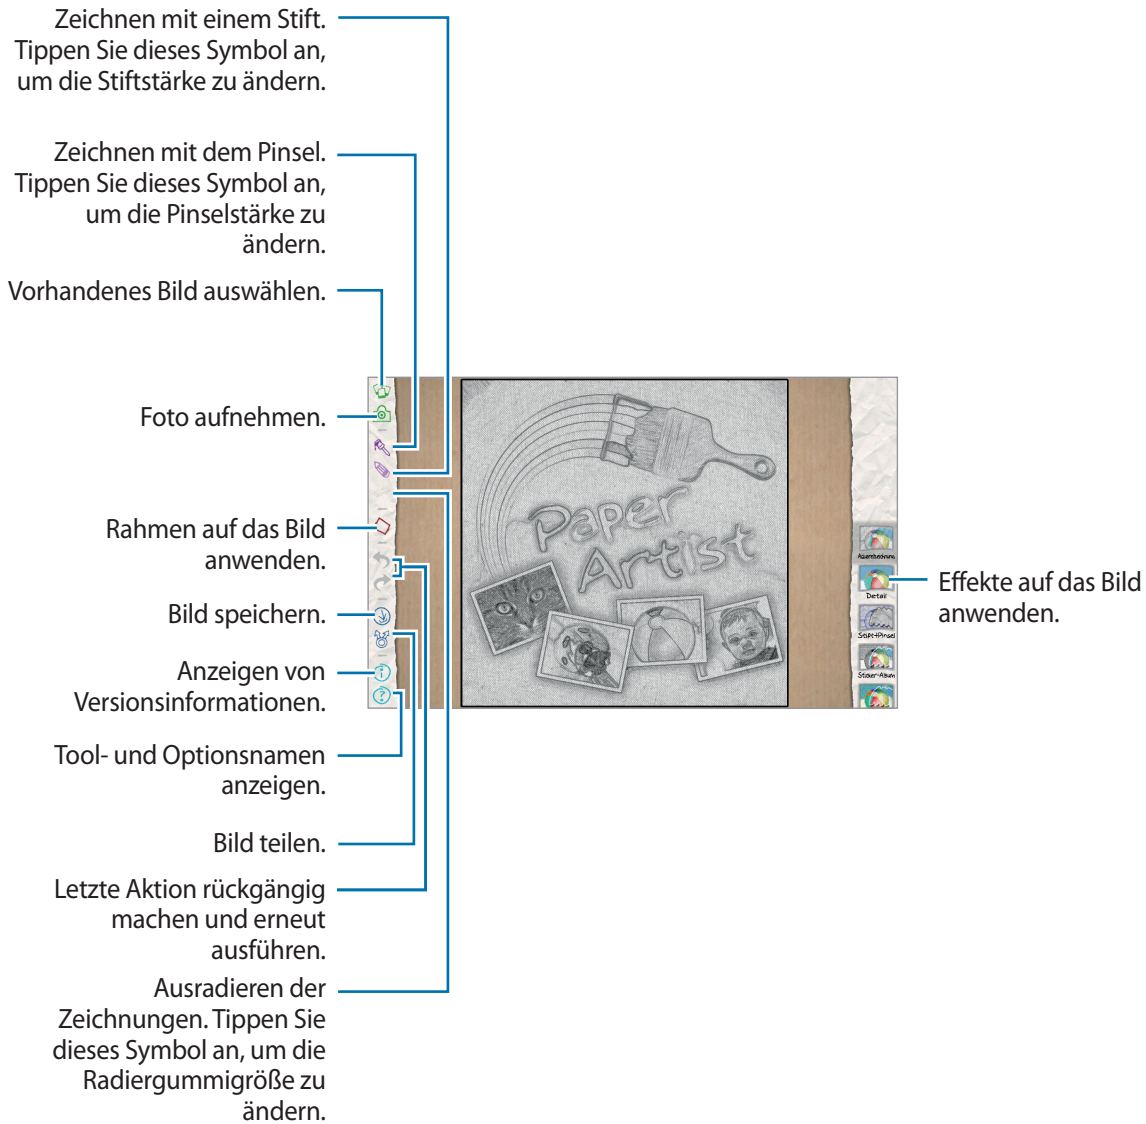 Zeichnen mit einem Stift.
Tippen Sie dieses Symbol an,
um die Stiftstärke zu ändern.
Zeichnen mit dem Pinsel.
Tippen Sie dieses Symbol an,
um die Pinselstärke zu
ändern.
Vorhandenes Bild auswählen.
Foto aufnehmen.
Rahmen auf das Bild
anwenden.
Bild speichern.
Anzeigen von
Versionsinformationen.
Tool- und Optionsnamen
anzeigen.
Bild teilen.
Letzte Aktion rückgängig
machen und erneut
ausführen.
Ausradieren der
Zeichnungen. Tippen Sie
dieses Symbol an, um die
Radiergummigröße zu
ändern.
Paper
Artist
Detail
Stift+Pinsel
Sticker-Album
Effekte auf das Bild
anwenden.